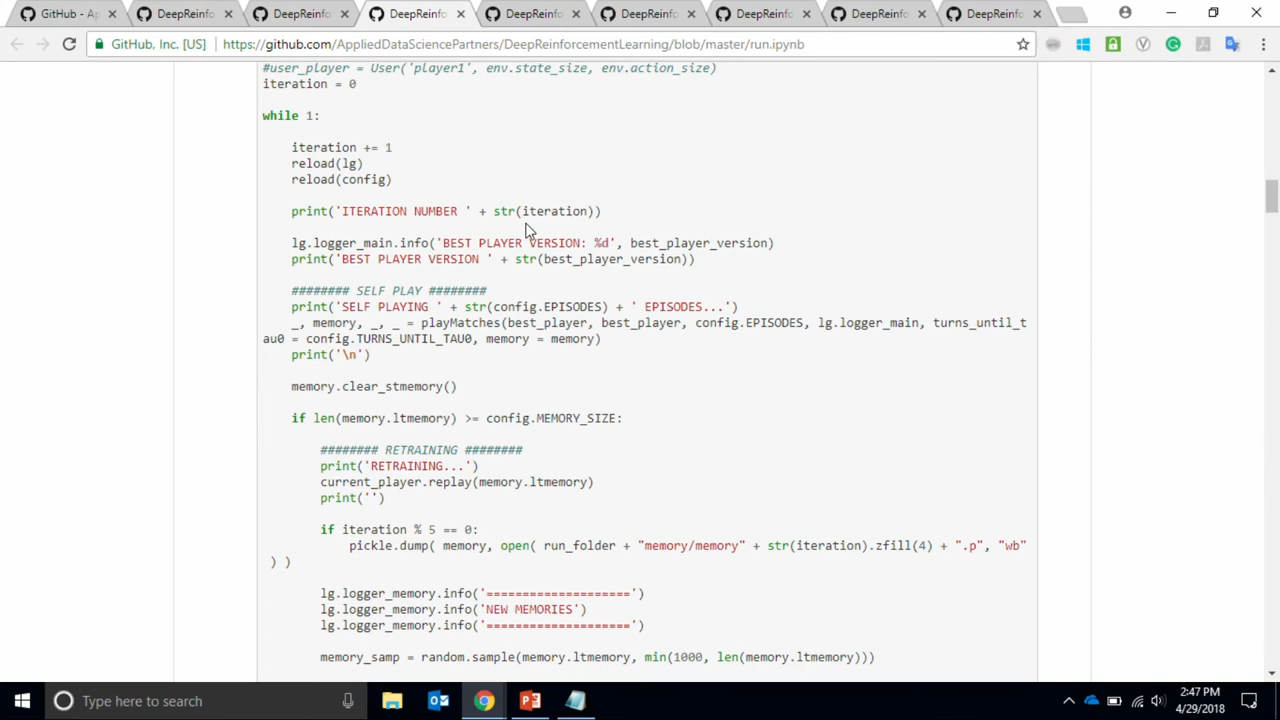 GitHub - Ap
DeepReinfo
DeepReinfo
DeepReinfo
DeepReinfo
DeepReinfo
DeepReinfo
DeepReinfo
DeepReinfo
GitHub, Inc. [US]
https://github.com/AppliedDataSciencePartners/DeepReinforcementLearning/blob/master/run.ipynb
#user_player = User('player1', env.state_size, env.action_size)
iteration = 0
while 1:
iteration += 1
reload(lg)
reload(config)
print('ITERATION NUMBER ' + str(iteration))
lg.logger_main.info('BEST PLAYER VERSION: %d', best_player_version)
print('BEST PLAYER VERSION ' + str(best_player_version))
######## SELF PLAY ########
print('SELF PLAYING ' + str(config.EPISODES) + ' EPISODES...')
_, memory, _, _ = playMatches(best_player, best_player, config.EPISODES, lg.logger_main, turns_until_t
au0 = config.TURNS_UNTIL_TAU0, memory = memory)
print('\n')
memory.clear_stmemory()
if len(memory.ltmemory) >= config.MEMORY_SIZE:
######## RETRAINING ########
print('RETRAINING...')
current_player.replay(memory.ltmemory)
print('')
if iteration % 5 == 0:
pickle.dump( memory, open( run_folder + "memory/memory" + str(iteration).zfill(4) + ".p", "wb"
) )
lg.logger_memory.info('====================')
lg.logger_memory.info('NEW MEMORIES')
lg.logger_memory.info('====================')
memory_samp = random.sample(memory.ltmemory, min(1000, len(memory.ltmemory)))
Type here to search
2:47 PM
4/29/2018